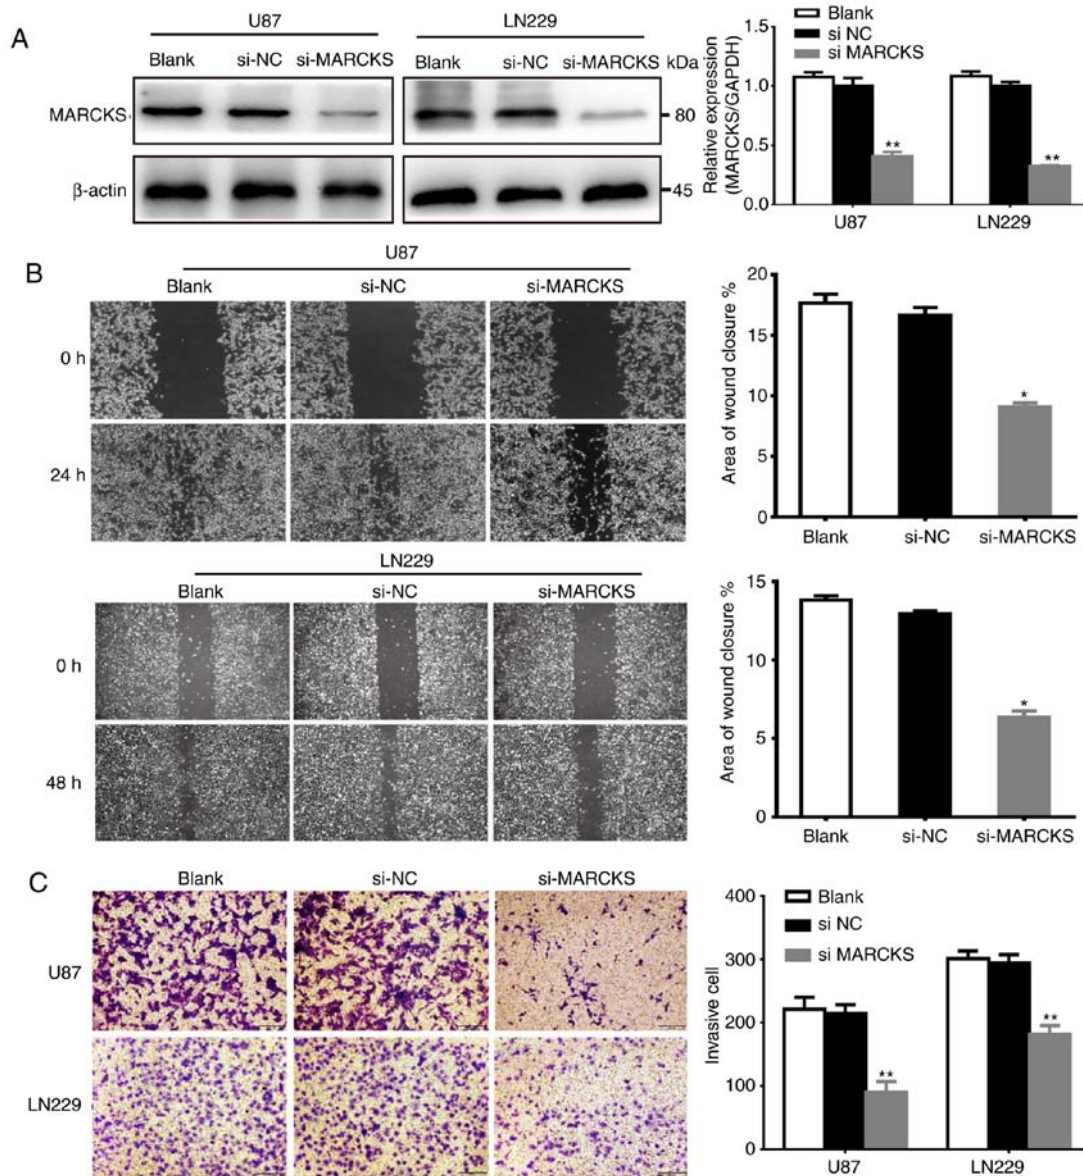 A
U87
LN229
Blank si-NC si-MARCKS
Blank si-NC si-MARCKS kDa
MARCKS
80
β-actin
45
Relative expression
(MARCKS/GAPDH)
1.5
1.0
0.5
0.0
Blank
si NC
si MARCKS
**
**
U87 LN229
B
U87
Blank si-NC si-MARCKS
0 h
24 h
Area of wound closure %
20
15
10
5
0
*
Blank si-NC si-MARCKS
LN229
Blank si-NC si-MARCKS
0 h
48 h
Area of wound closure %
15
10
5
0
*
Blank si-NC si-MARCKS
C
Blank si-NC si-MARCKS
U87
LN229
Invasive cell
400
300
200
100
0
Blank
si NC
si MARCKS
**
**
U87 LN229